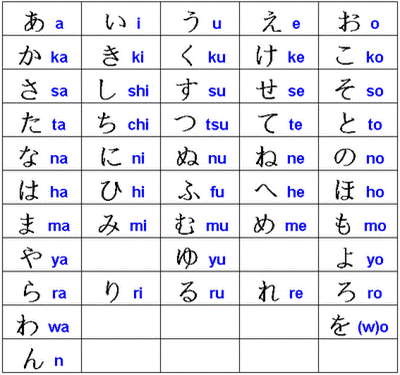 あ a い i う u え e お o
か ka き ki く ku け ke こ ko
さ sa し shi す su せ se そ so
た ta ち chi つ tsu て te と to
な na に ni ぬ nu ね ne の no
は ha ひ hi ふ fu へ he ほ ho
ま ma み mi む mu め me も mo
や ya ゆ yu よ yo
ら ra り ri る ru れ re ろ ro
わ wa を (w)o
ん n